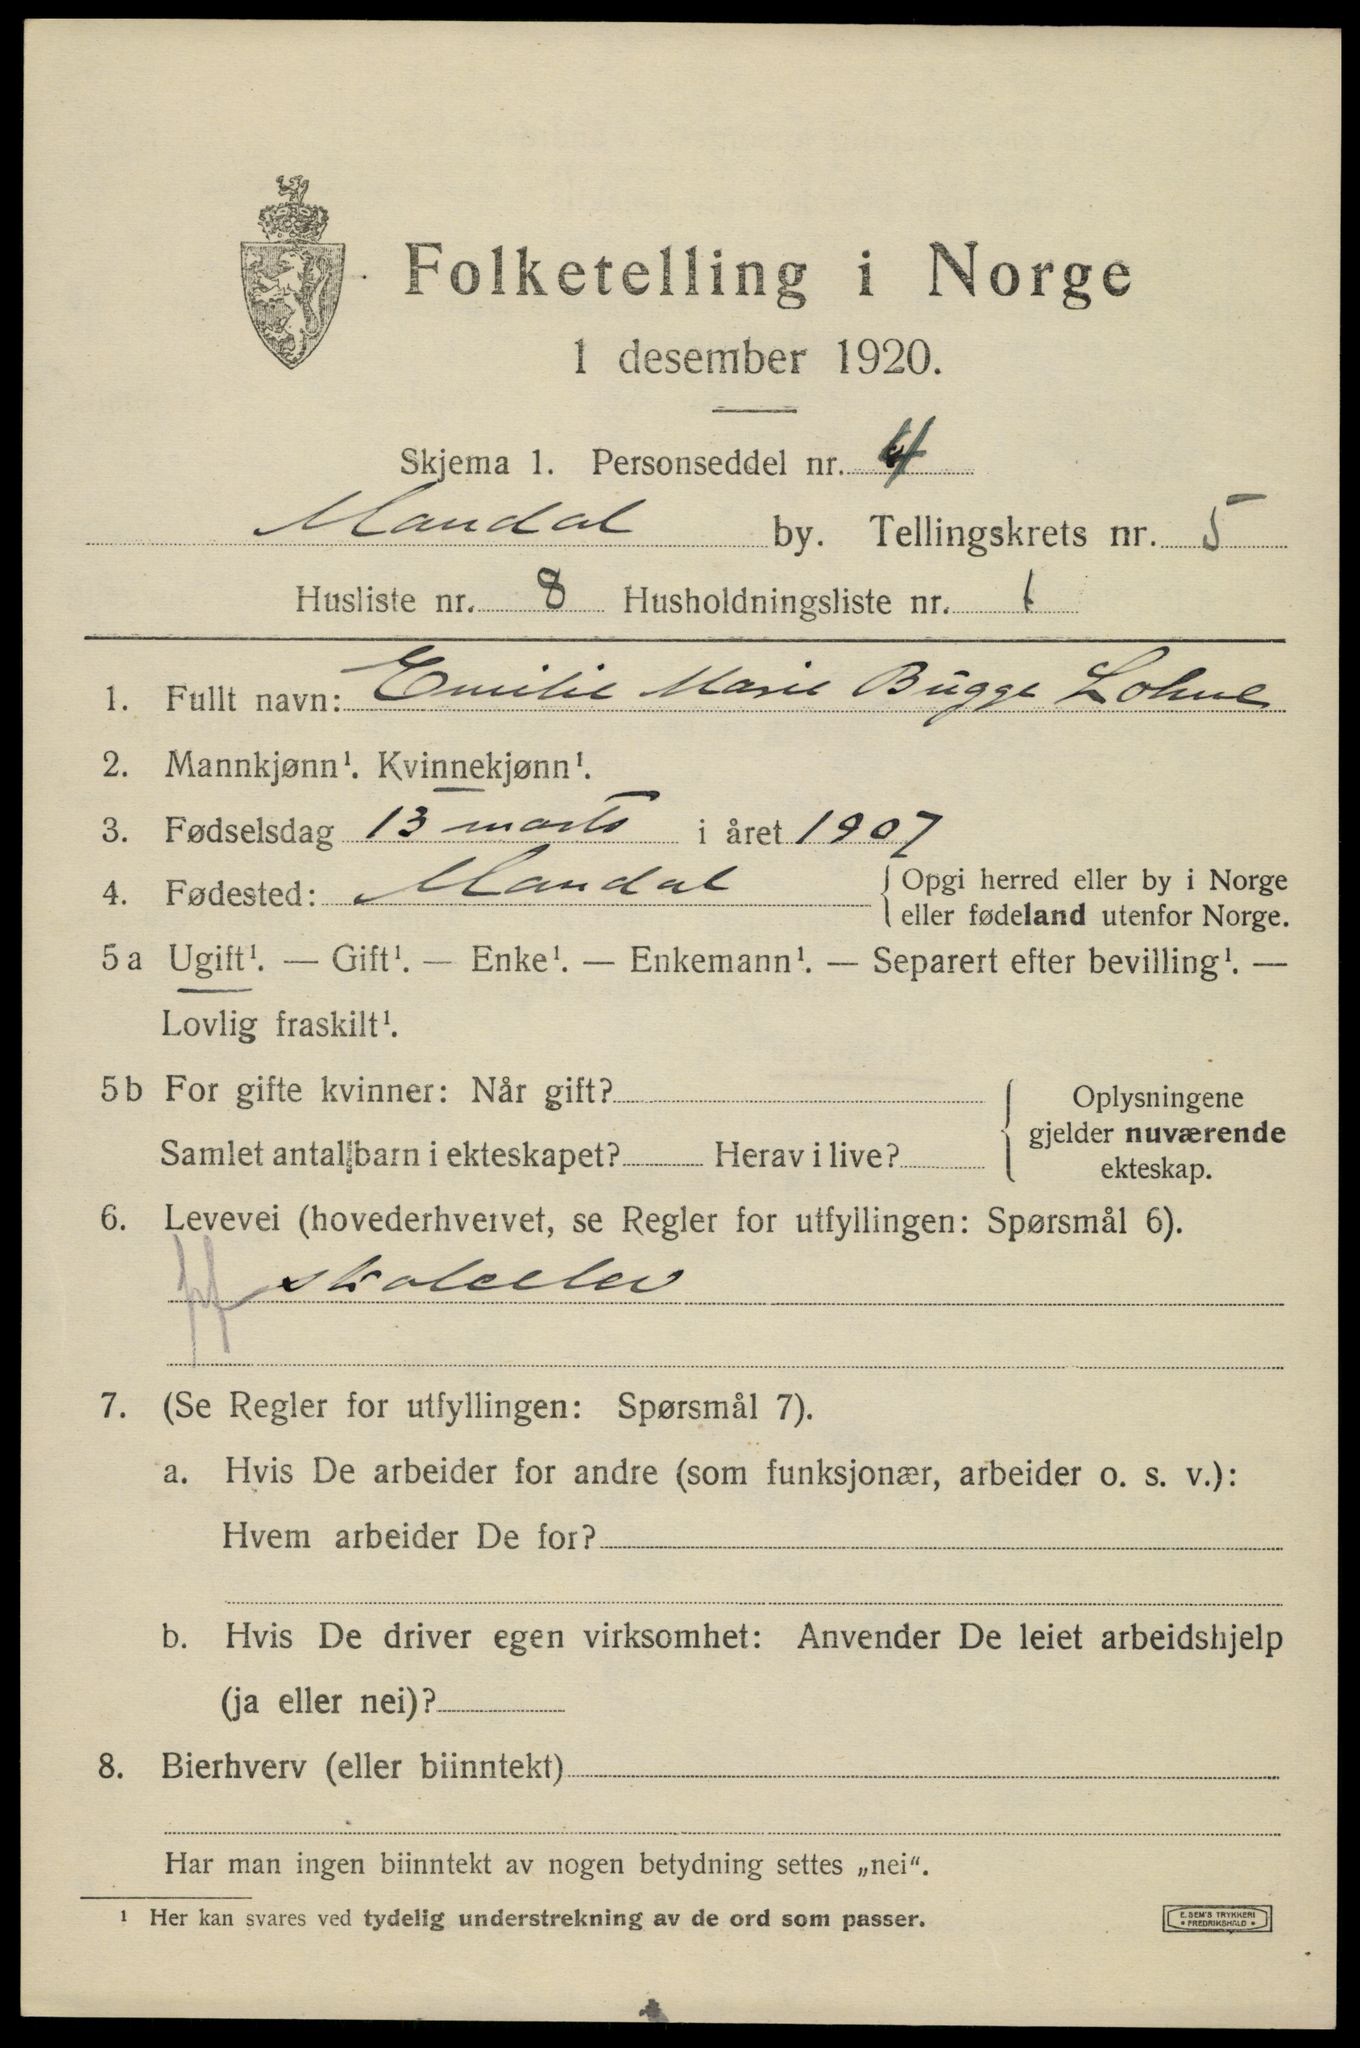 Folketelling i Norge
1 desember 1920.
Skjema 1. Personseddel nr. 4
Mandal by. Tellingskrets nr. 5
Husliste nr. 8 Husholdningsliste nr. 1
1. Fullt navn: Emilie Marie Bugge Lohne
2. Mannkjønn¹. Kvinnekjønn¹.
3. Fødselsdag 13 marts i året 1907
4. Fødested: Mandal { Opgi herred eller by i Norge
eller fødeland utenfor Norge.
5a Ugift¹. — Gift¹. — Enke¹. — Enkemann¹. — Separert efter bevilling¹. —
Lovlig fraskilt¹.
5b For gifte kvinner: Når gift?
Samlet antal barn i ekteskapet? Herav i live?
Oplysningene
gjelder nuværende
ekteskap.
6. Levevei (hovederhvervet, se Regler for utfyllingen: Spørsmål 6).
skoleelev
7. (Se Regler for utfyllingen: Spørsmål 7).
a. Hvis De arbeider for andre (som funksjonær, arbeider o. s. v.):
Hvem arbeider De for?
b. Hvis De driver egen virksomhet: Anvender De leiet arbeidshjelp
(ja eller nei)?
8. Bierhverv (eller biinntekt)
Har man ingen biinntekt av nogen betydning settes „nei“.
¹ Her kan svares ved tydelig understrekning av de ord som passer.
E. SEM'S TRYKKERI
* FREDRIKSHALD *